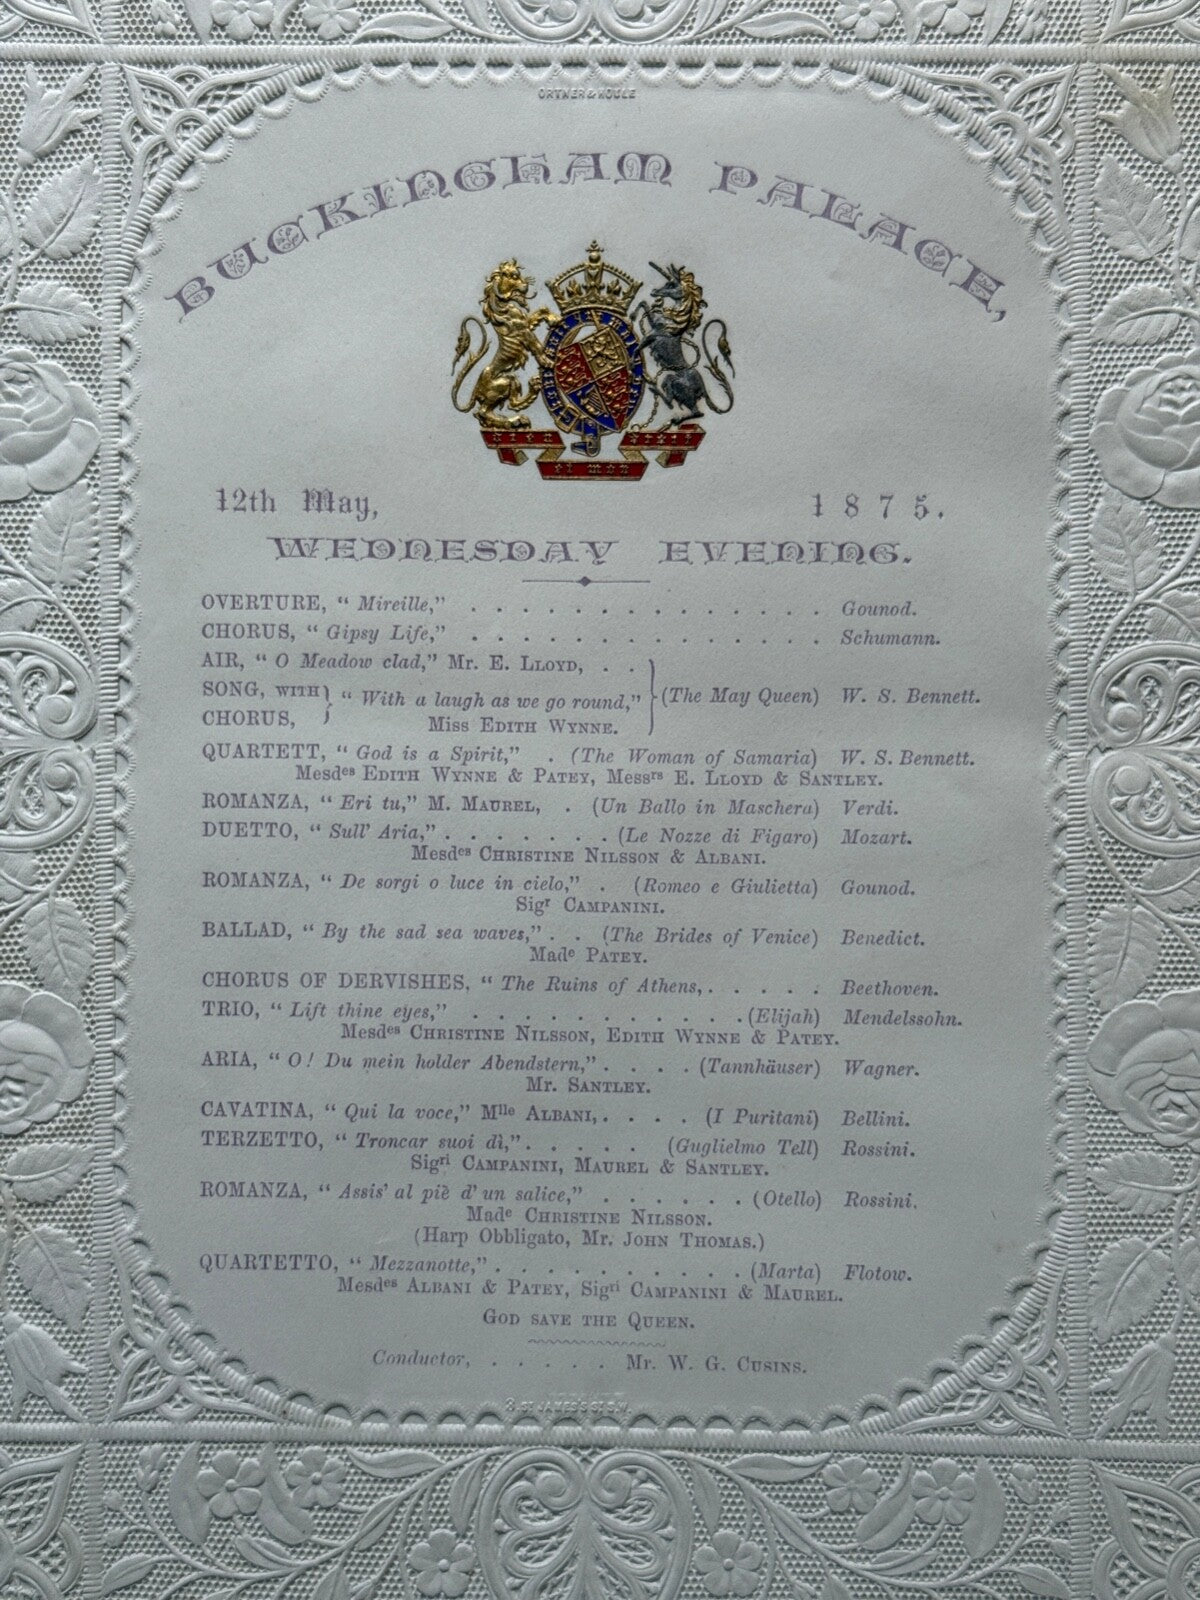 ORTNER & HOULE
BUCKINGHAM PALACE,
12th May, 1875.
WEDNESDAY EVENING.
OVERTURE, “ Mireille,” . . . . . . . . . . . . . . Gounod.
CHORUS, “ Gipsy Life,” . . . . . . . . . . . . . . Schumann.
AIR, “ O Meadow clad,” Mr. E. LLOYD, . .
SONG, WITH } “ With a laugh as we go round,” } (The May Queen) W. S. Bennett.
CHORUS, Miss EDITH WYNNE.
QUARTETT, “ God is a Spirit,” . (The Woman of Samaria) W. S. Bennett.
Mesdes EDITH WYNNE & PATEY, Messrs E. LLOYD & SANTLEY.
ROMANZA, “ Eri tu,” M. MAUREL, . (Un Ballo in Maschera) Verdi.
DUETTO, “ Sull’ Aria,” . . . . . . . (Le Nozze di Figaro) Mozart.
Mesdes CHRISTINE NILSSON & ALBANI.
ROMANZA, “ De sorgi o luce in cielo,” . (Romeo e Giulietta) Gounod.
Sigr CAMPANINI.
BALLAD, “ By the sad sea waves,” . . (The Brides of Venice) Benedict.
Made PATEY.
CHORUS OF DERVISHES, “ The Ruins of Athens, . . . . . Beethoven.
TRIO, “ Lift thine eyes,” . . . . . . . . . . . (Elijah) Mendelssohn.
Mesdes CHRISTINE NILSSON, EDITH WYNNE & PATEY.
ARIA, “ O! Du mein holder Abendstern,” . . . . (Tannhäuser) Wagner.
Mr. SANTLEY.
CAVATINA, “ Qui la voce,” Mlle ALBANI, . . . . (I Puritani) Bellini.
TERZETTO, “ Troncar suoi dì,” . . . . . (Guglielmo Tell) Rossini.
Sigri CAMPANINI, MAUREL & SANTLEY.
ROMANZA, “ Assis’ al piè d’ un salice,” . . . . . . (Otello) Rossini.
Made CHRISTINE NILSSON.
(Harp Obbligato, Mr. JOHN THOMAS.)
QUARTETTO, “ Mezzanotte,” . . . . . . . . . . (Marta) Flotow.
Mesdes ALBANI & PATEY, Sigri CAMPANINI & MAUREL.
GOD SAVE THE QUEEN.
Conductor, . . . . . Mr. W. G. CUSINS.
3, ST JAMES'S ST S.W.